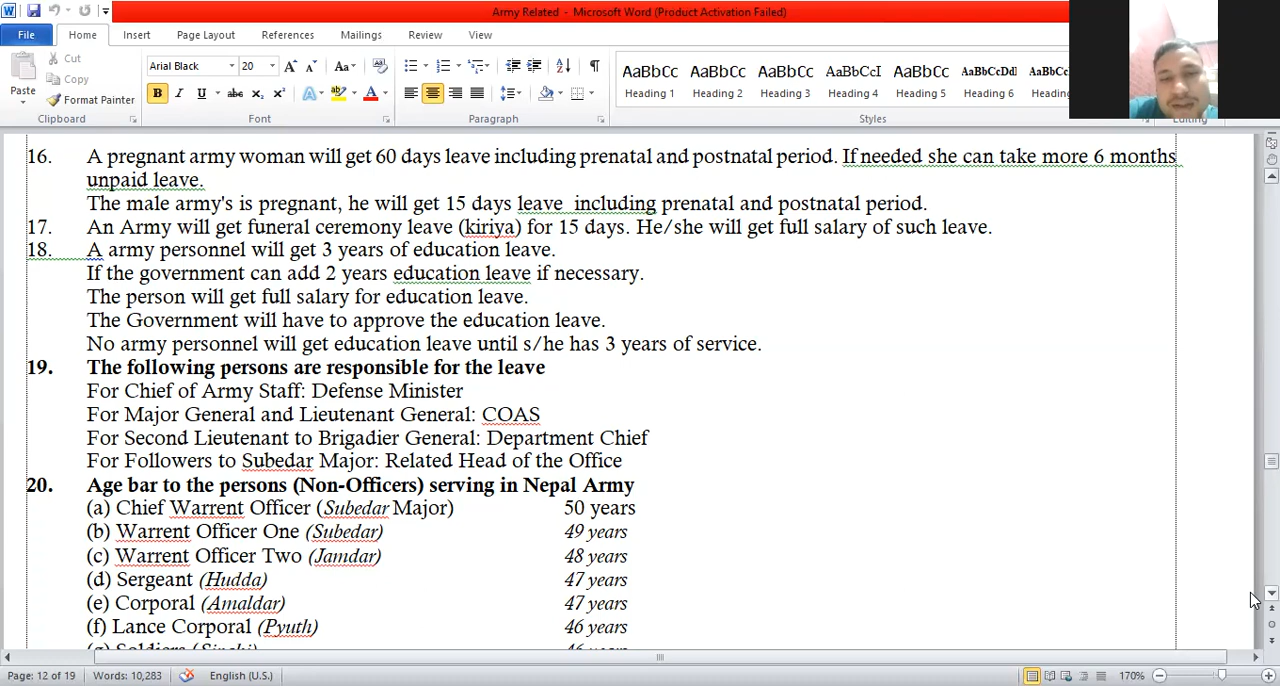 Army Related - Microsoft Word (Product Activation Failed)
File Home Insert Page Layout References Mailings Review View
Paste Cut Copy Format Painter
Arial Black 20
AaBbCc AaBbCc AaBbCc AaBbCcI AaBbCc AaBbCcDdI AaBbCc
Heading 1 Heading 2 Heading 3 Heading 4 Heading 5 Heading 6
Clipboard Font Paragraph Styles Editing
16. A pregnant army woman will get 60 days leave including prenatal and postnatal period. If needed she can take more 6 months
unpaid leave.
The male army's is pregnant, he will get 15 days leave including prenatal and postnatal period.
17. An Army will get funeral ceremony leave (kiriya) for 15 days. He/she will get full salary of such leave.
18. A army personnel will get 3 years of education leave.
If the government can add 2 years education leave if necessary.
The person will get full salary for education leave.
The Government will have to approve the education leave.
No army personnel will get education leave until s/he has 3 years of service.
19. The following persons are responsible for the leave
For Chief of Army Staff: Defense Minister
For Major General and Lieutenant General: COAS
For Second Lieutenant to Brigadier General: Department Chief
For Followers to Subedar Major: Related Head of the Office
20. Age bar to the persons (Non-Officers) serving in Nepal Army
(a) Chief Warrent Officer (Subedar Major) 50 years
(b) Warrent Officer One (Subedar) 49 years
(c) Warrent Officer Two (Jamdar) 48 years
(d) Sergeant (Hudda) 47 years
(e) Corporal (Amaldar) 47 years
(f) Lance Corporal (Pyuth) 46 years
Page: 12 of 19 Words: 10,283 English (U.S.) 170%